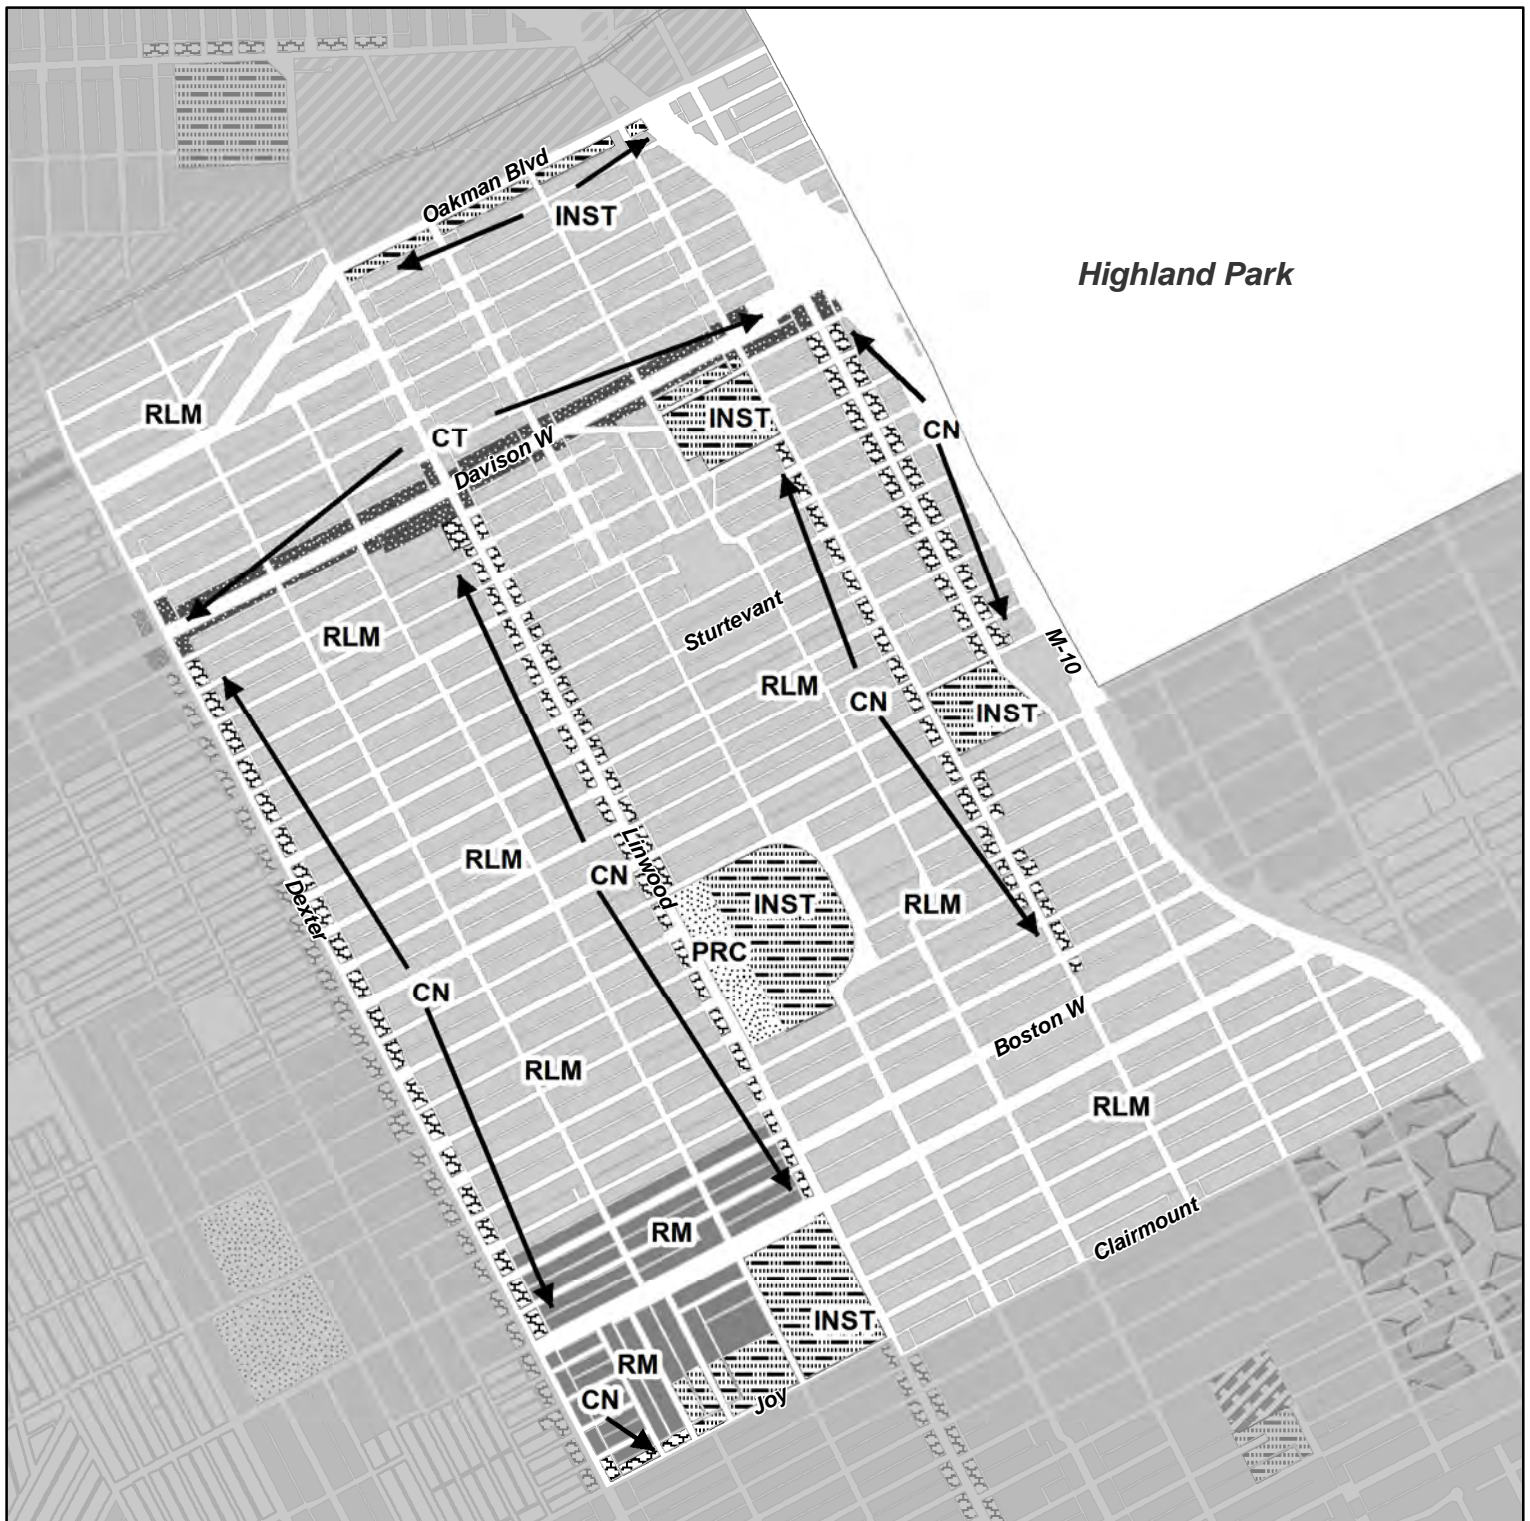 Oakman Blvd
INST
Highland Park
RLM
INST
CN
CT
Davison W
RLM
Sturtevant
M-10
RLM
CN
INST
Linwood
RLM
CN
Dexter
INST
RLM
PRC
CN
Boston W
RLM
RLM
RM
Clairmount
INST
RM
CN
Joy